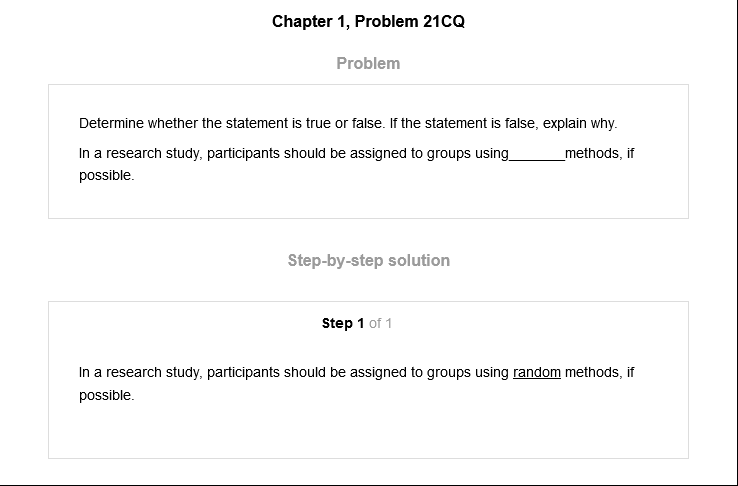 Chapter 1, Problem 21CQ
Problem
Determine whether the statement is true or false. If the statement is false, explain why.
In a research study, participants should be assigned to groups using_______methods, if
possible.
Step-by-step solution
Step 1 of 1
In a research study, participants should be assigned to groups using random methods, if
possible.